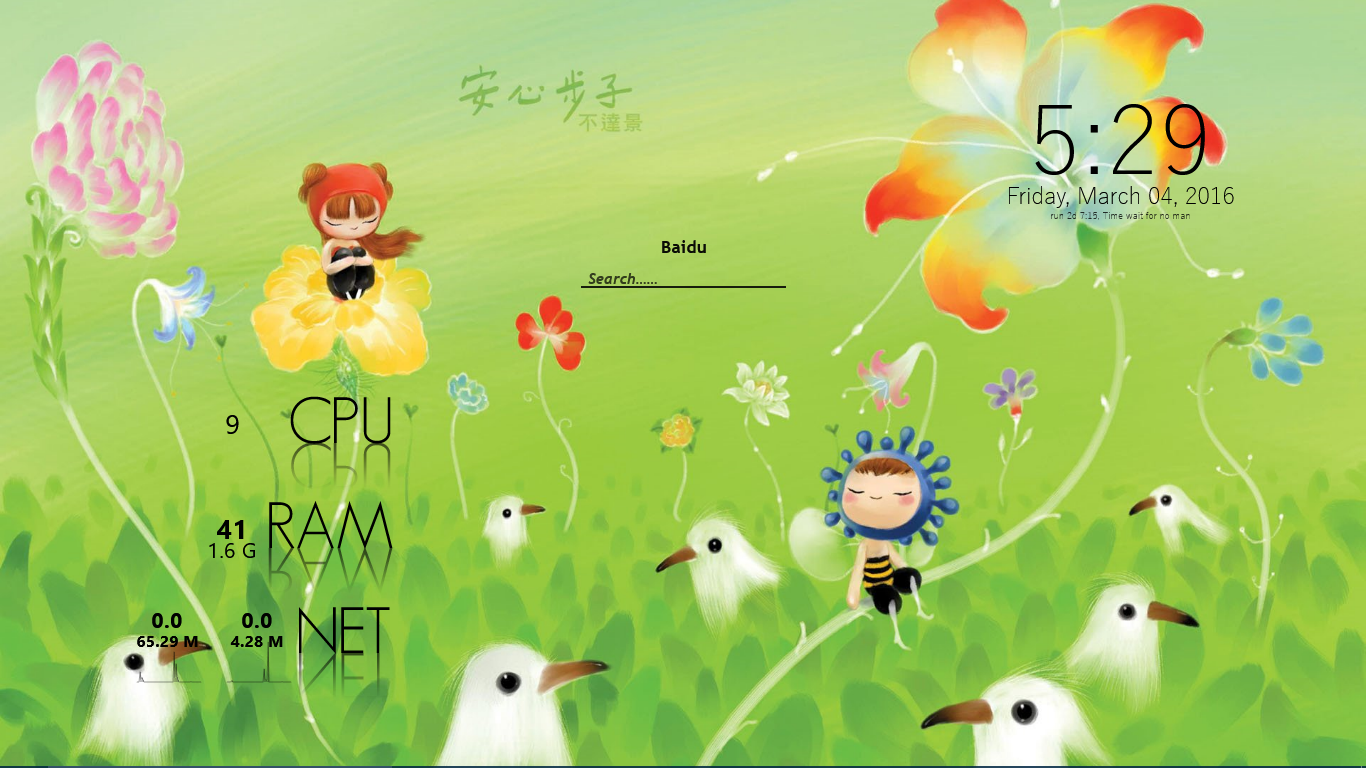 安心步子
不達景
5:29
Friday, March 04, 2016
run 2d 7:15, Time wait for no man
Baidu
Search......
9 CPU
41 RAM
1.6 G
0.0 0.0 NET
65.29 M 4.28 M